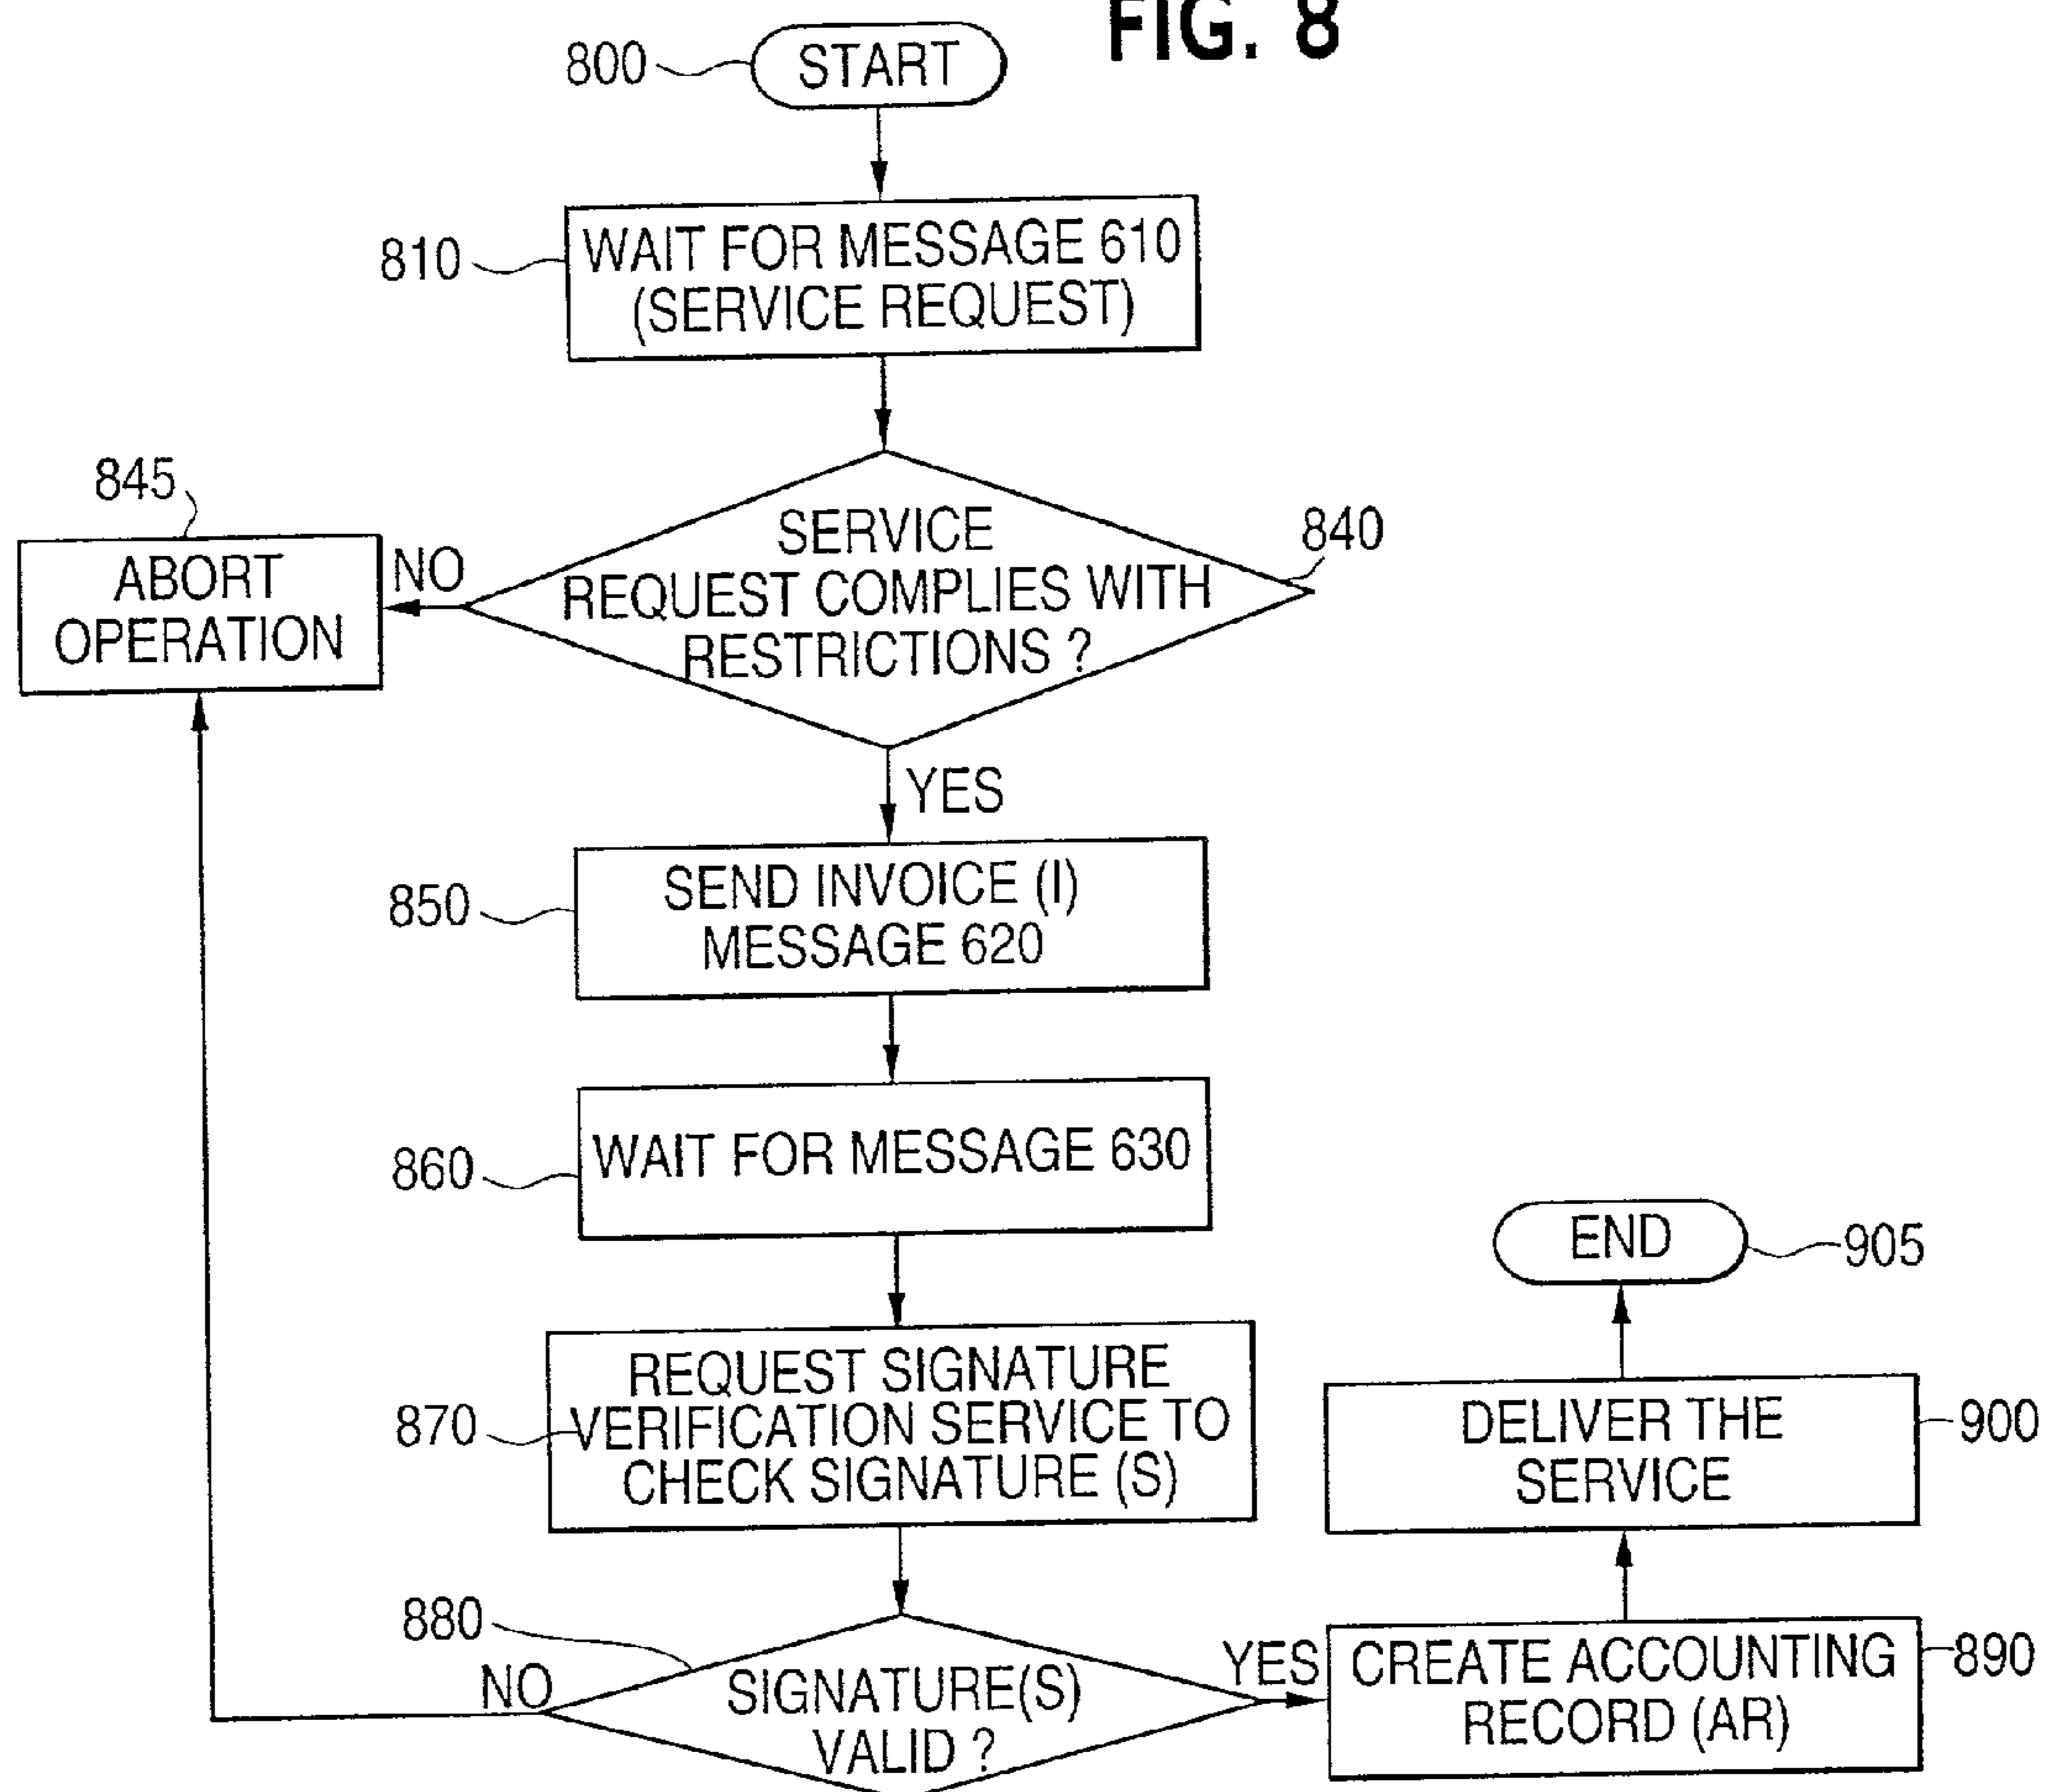 FIG. 8
800
START
810
WAIT FOR MESSAGE 610
(SERVICE REQUEST)
845
ABORT
OPERATION
NO
SERVICE
REQUEST COMPLIES WITH
RESTRICTIONS ?
840
YES
850
SEND INVOICE (I)
MESSAGE 620
860
WAIT FOR MESSAGE 630
870
REQUEST SIGNATURE
VERIFICATION SERVICE TO
CHECK SIGNATURE (S)
880
NO
SIGNATURE(S)
VALID ?
YES
CREATE ACCOUNTING
RECORD (AR)
890
DELIVER THE
SERVICE
900
END
905